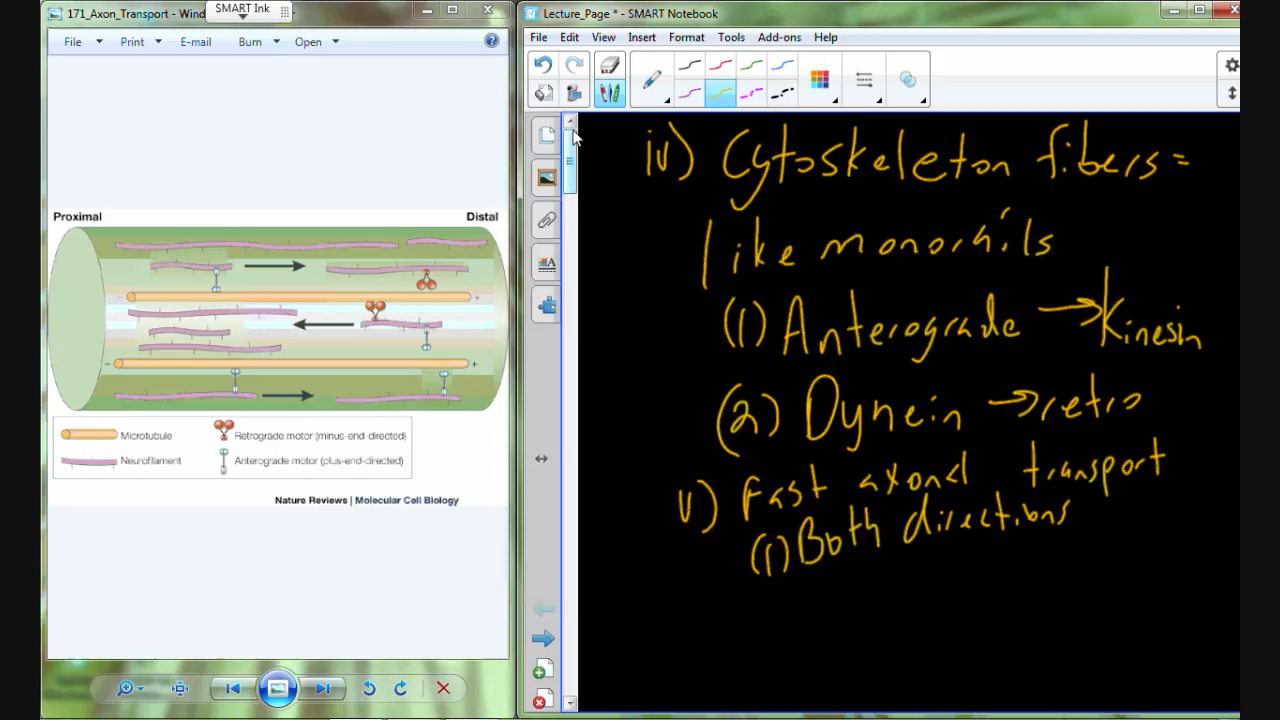 171_Axon_Transport - Wind
SMART Ink
File Print E-mail Burn Open
Proximal Distal
- +
- +
Microtubule Retrograde motor (minus-end-directed)
Neurofilament Anterograde motor (plus-end-directed)
Nature Reviews | Molecular Cell Biology
Lecture_Page * - SMART Notebook
File Edit View Insert Format Tools Add-ons Help
iv) Cytoskeleton fibers =
like monorails
(1) Anterograde → Kinesin
(2) Dynein → retro
v) Fast axonal transport
(1) Both directions